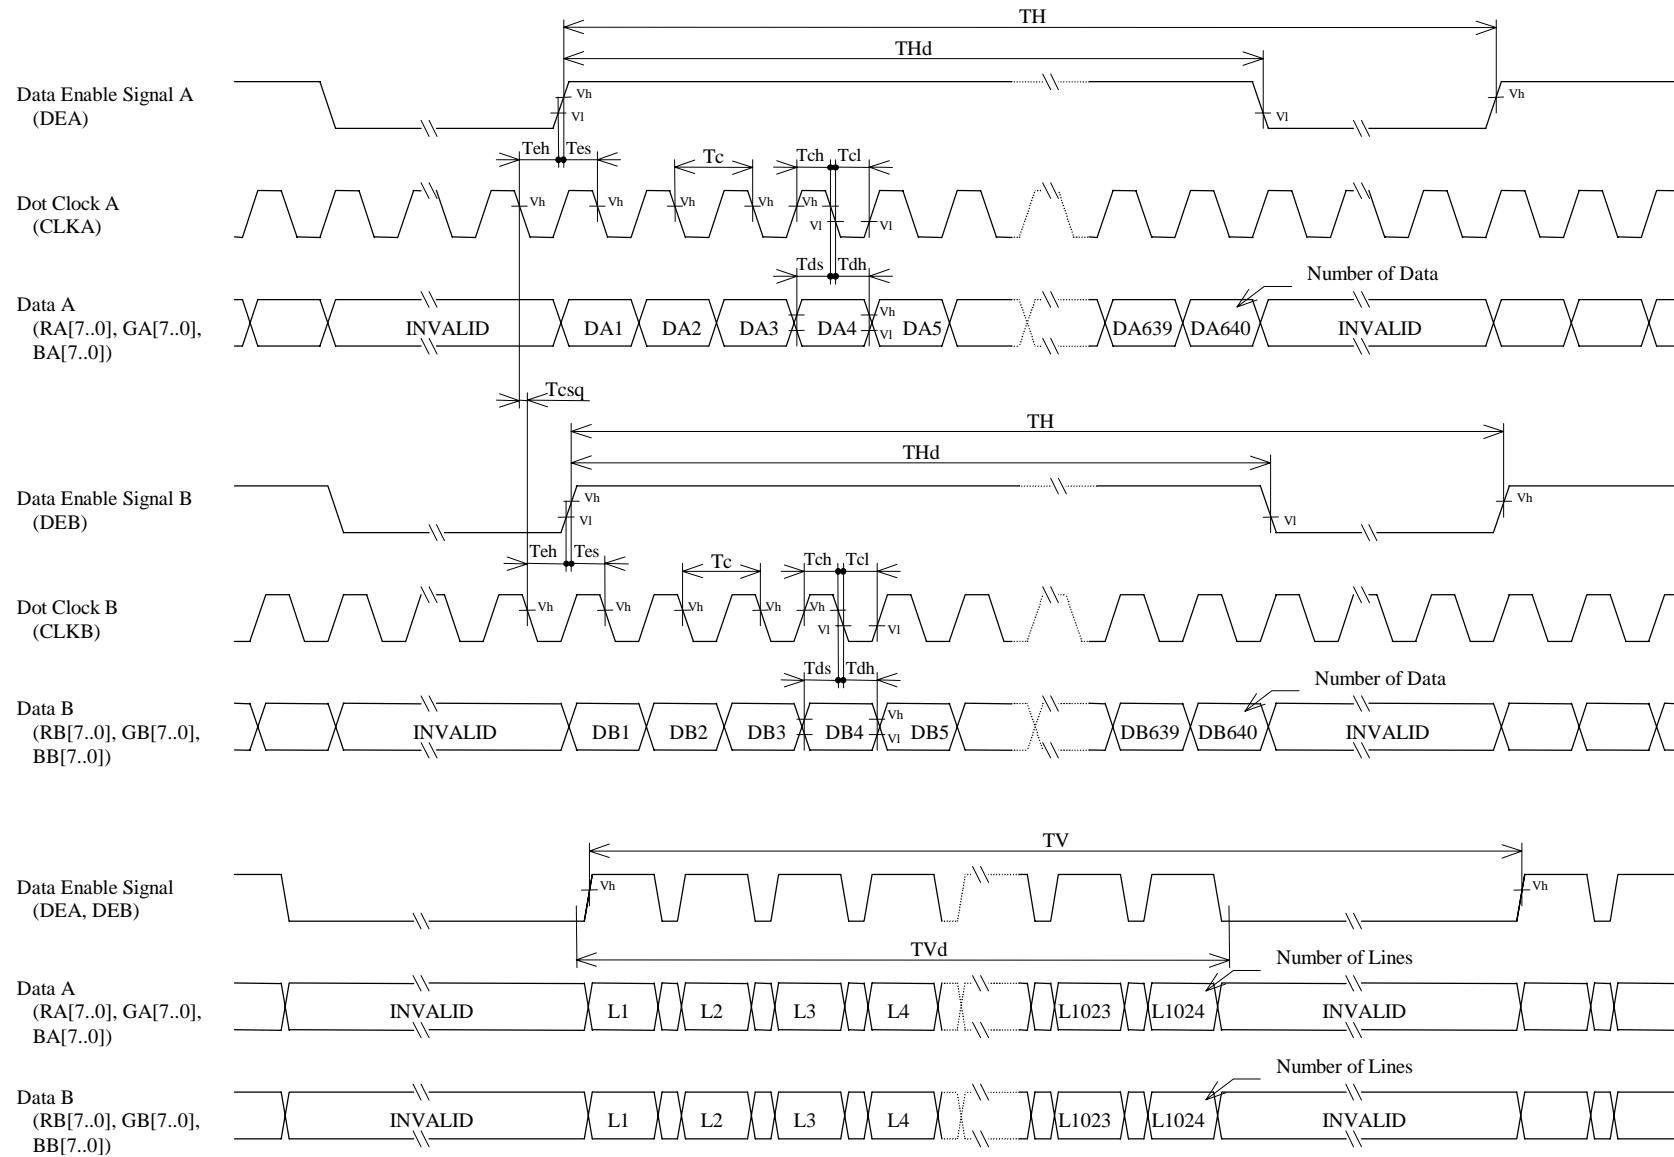 TH
THd
Data Enable Signal A
(DEA)
Vh
Vl
Vl
Vh
Teh
Tes
Tc
Tch
Tcl
Dot Clock A
(CLKA)
Vh
Vh
Vh
Vh
Vh
Vl
Vl
Tds
Tdh
Number of Data
Data A
(RA[7..0], GA[7..0],
BA[7..0])
INVALID
DA1
DA2
DA3
DA4
Vh
Vl
DA5
DA639
DA640
INVALID
Tcsq
TH
THd
Data Enable Signal B
(DEB)
Vh
Vl
Vl
Vh
Teh
Tes
Tc
Tch
Tcl
Dot Clock B
(CLKB)
Vh
Vh
Vh
Vh
Vh
Vl
Vl
Tds
Tdh
Number of Data
Data B
(RB[7..0], GB[7..0],
BB[7..0])
INVALID
DB1
DB2
DB3
DB4
Vh
Vl
DB5
DB639
DB640
INVALID
TV
Data Enable Signal
(DEA, DEB)
Vh
Vh
TVd
Number of Lines
Data A
(RA[7..0], GA[7..0],
BA[7..0])
INVALID
L1
L2
L3
L4
L1023
L1024
INVALID
Number of Lines
Data B
(RB[7..0], GB[7..0],
BB[7..0])
INVALID
L1
L2
L3
L4
L1023
L1024
INVALID